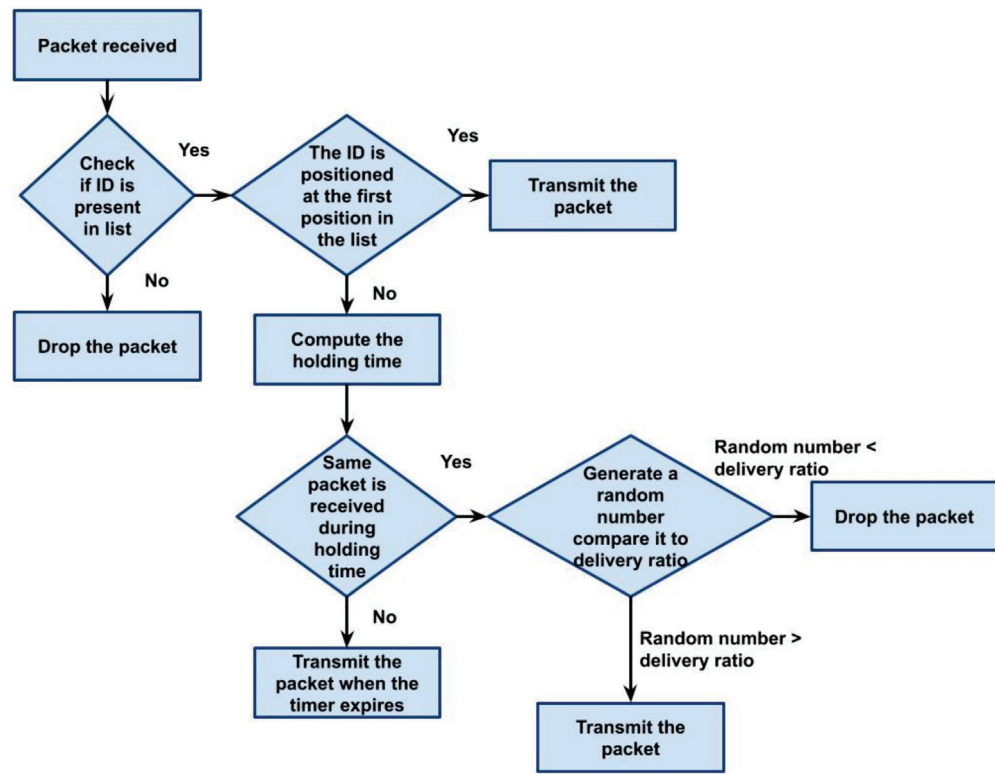 Packet received
Check
if ID is
present
in list
Yes
The ID is
positioned
at the first
position in
the list
Yes
Transmit the
packet
No
Drop the packet
No
Compute the
holding time
Same
packet is
received
during
holding
time
Yes
Generate a
random
number
compare it to
delivery ratio
Random number <
delivery ratio
Drop the packet
No
Transmit the
packet when the
timer expires
Random number >
delivery ratio
Transmit the
packet